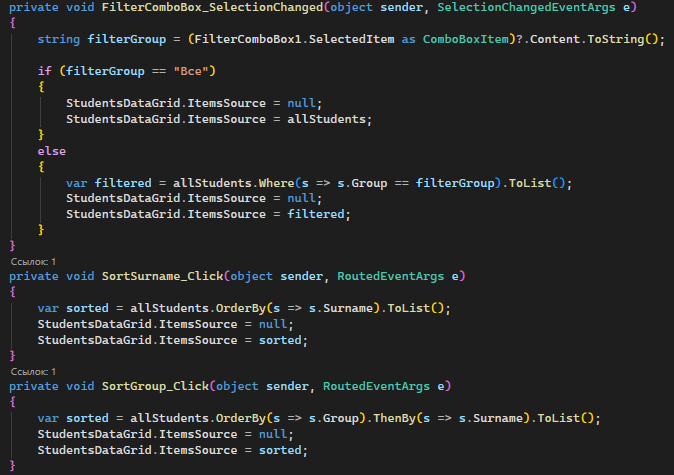 private void FilterComboBox_SelectionChanged(object sender, SelectionChangedEventArgs e)
{
    string filterGroup = (FilterComboBox1.SelectedItem as ComboBoxItem)?.Content.ToString();

    if (filterGroup == "Все")
    {
        StudentsDataGrid.ItemsSource = null;
        StudentsDataGrid.ItemsSource = allStudents;
    }
    else
    {
        var filtered = allStudents.Where(s => s.Group == filterGroup).ToList();
        StudentsDataGrid.ItemsSource = null;
        StudentsDataGrid.ItemsSource = filtered;
    }
}
Ссылок: 1
private void SortSurname_Click(object sender, RoutedEventArgs e)
{
    var sorted = allStudents.OrderBy(s => s.Surname).ToList();
    StudentsDataGrid.ItemsSource = null;
    StudentsDataGrid.ItemsSource = sorted;
}
Ссылок: 1
private void SortGroup_Click(object sender, RoutedEventArgs e)
{
    var sorted = allStudents.OrderBy(s => s.Group).ThenBy(s => s.Surname).ToList();
    StudentsDataGrid.ItemsSource = null;
    StudentsDataGrid.ItemsSource = sorted;
}